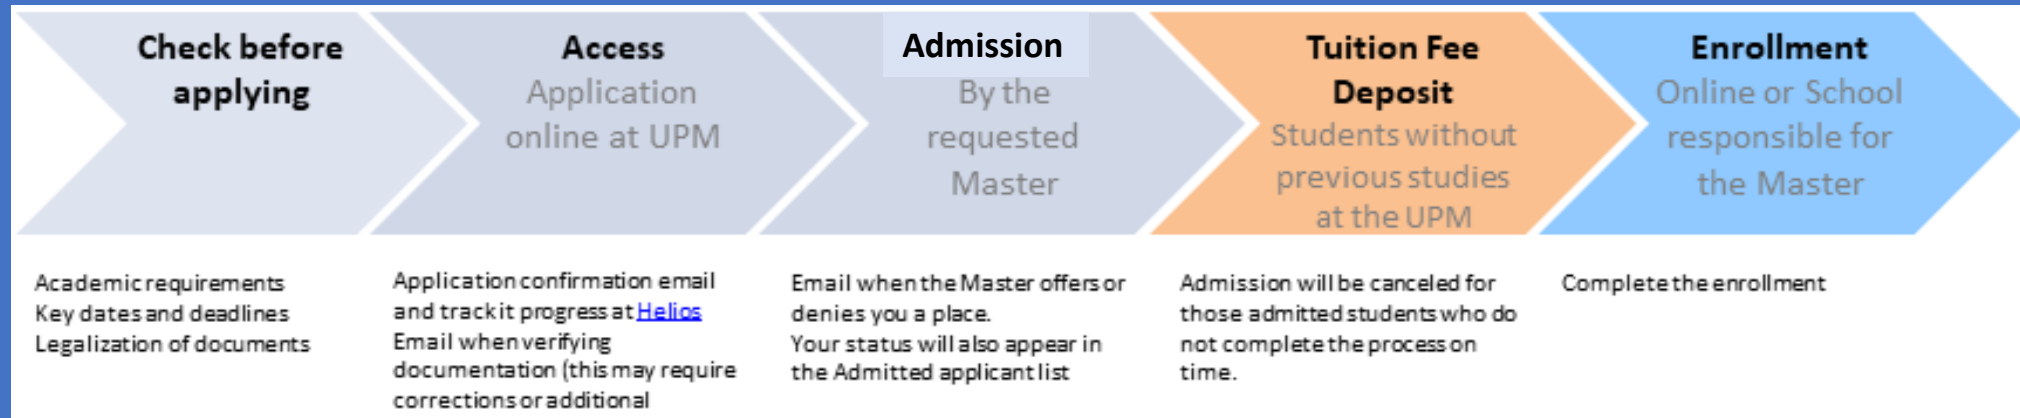 Check before
applying
Access
Application
online at UPM
Admission
By the
requested
Master
Tuition Fee
Deposit
Students without
previous studies
at the UPM
Enrollment
Online or School
responsible for
the Master
Academic requirements
Key dates and deadlines
Legalization of documents
Application confirmation email
and track it progress at Helios
Email when verifying
documentation (this may require
corrections or additional
Email when the Master offers or
denies you a place.
Your status will also appear in
the Admitted applicant list
Admission will be canceled for
those admitted students who do
not complete the process on
time.
Complete the enrollment